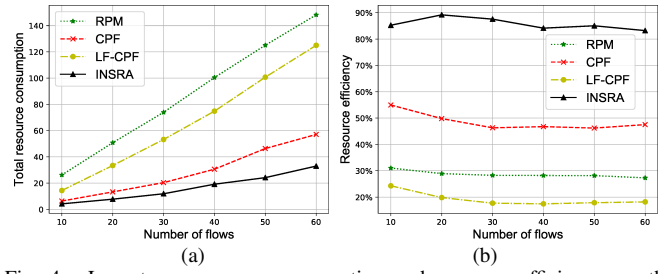 Total resource consumption
140
120
100
80
60
40
20
0
RPM
CPF
LF-CPF
INSRA
10 20 30 40 50 60
Number of flows
(a)
Resource efficiency
90%
80%
70%
60%
50%
40%
30%
20%
RPM
CPF
LF-CPF
INSRA
10 20 30 40 50 60
Number of flows
(b)